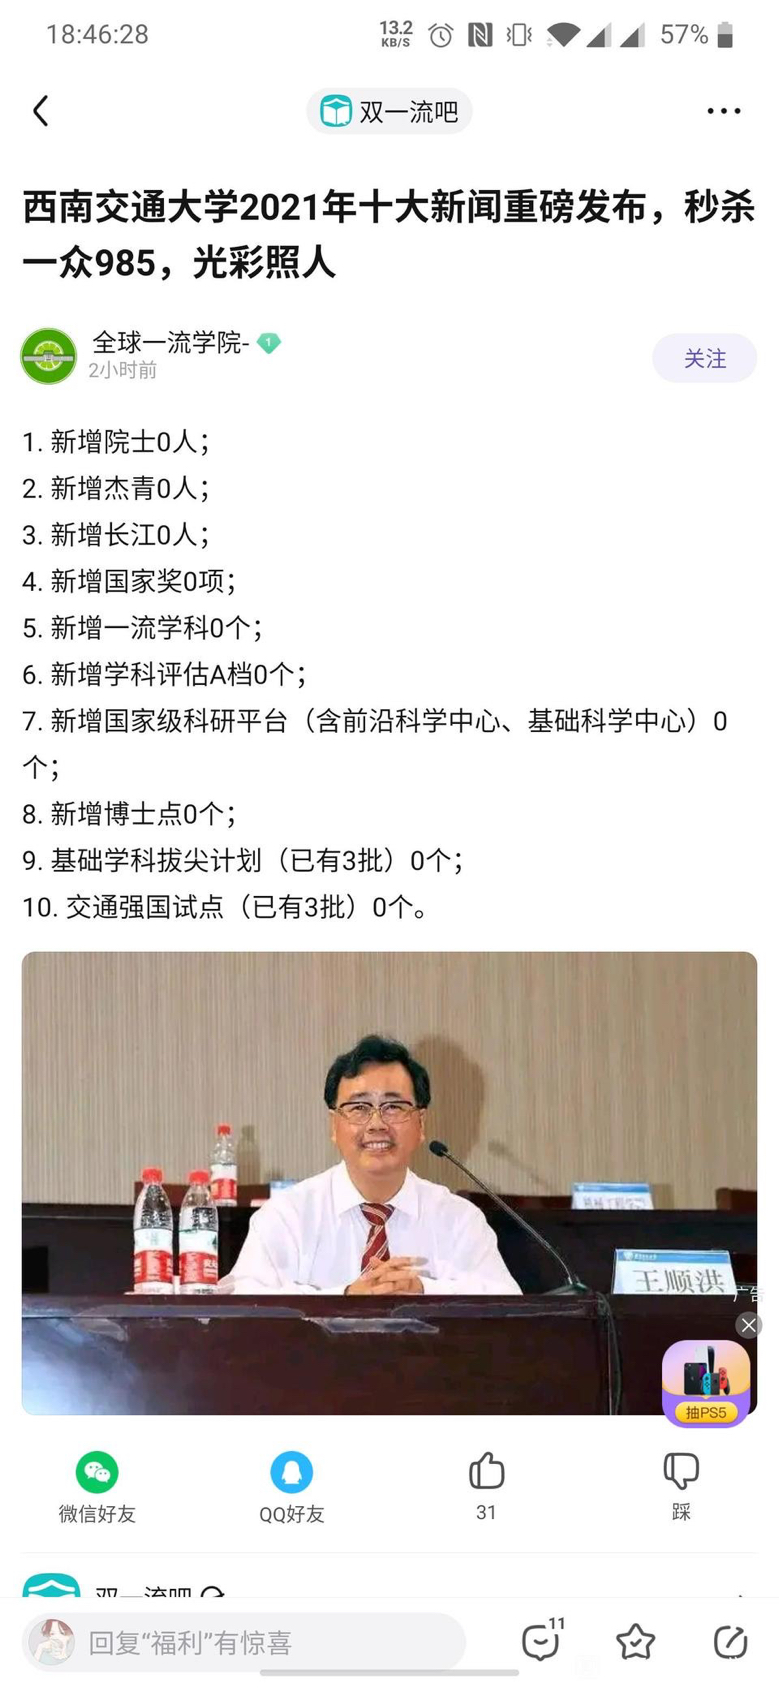 18:46:28 13.2 KB/S 57%
双一流吧
西南交通大学2021年十大新闻重磅发布，秒杀
一众985，光彩照人
全球一流学院- 1
2小时前
关注
1. 新增院士0人；
2. 新增杰青0人；
3. 新增长江0人；
4. 新增国家奖0项；
5. 新增一流学科0个；
6. 新增学科评估A档0个；
7. 新增国家级科研平台（含前沿科学中心、基础科学中心）0
个；
8. 新增博士点0个；
9. 基础学科拔尖计划（已有3批）0个；
10. 交通强国试点（已有3批）0个。
王顺洪
广告
抽PS5
微信好友 QQ好友 31 踩
双一流吧
回复“福利”有惊喜
11